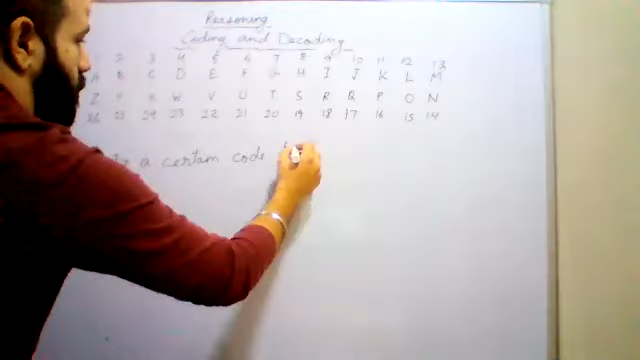 Reasoning
Coding and Decoding
2 3 4 5 6 7 8 9 10 11 12 13
A B C D E F G H I J K L M
Z Y X W V U T S R Q P O N
26 25 24 23 22 21 20 19 18 17 16 15 14
a certain code